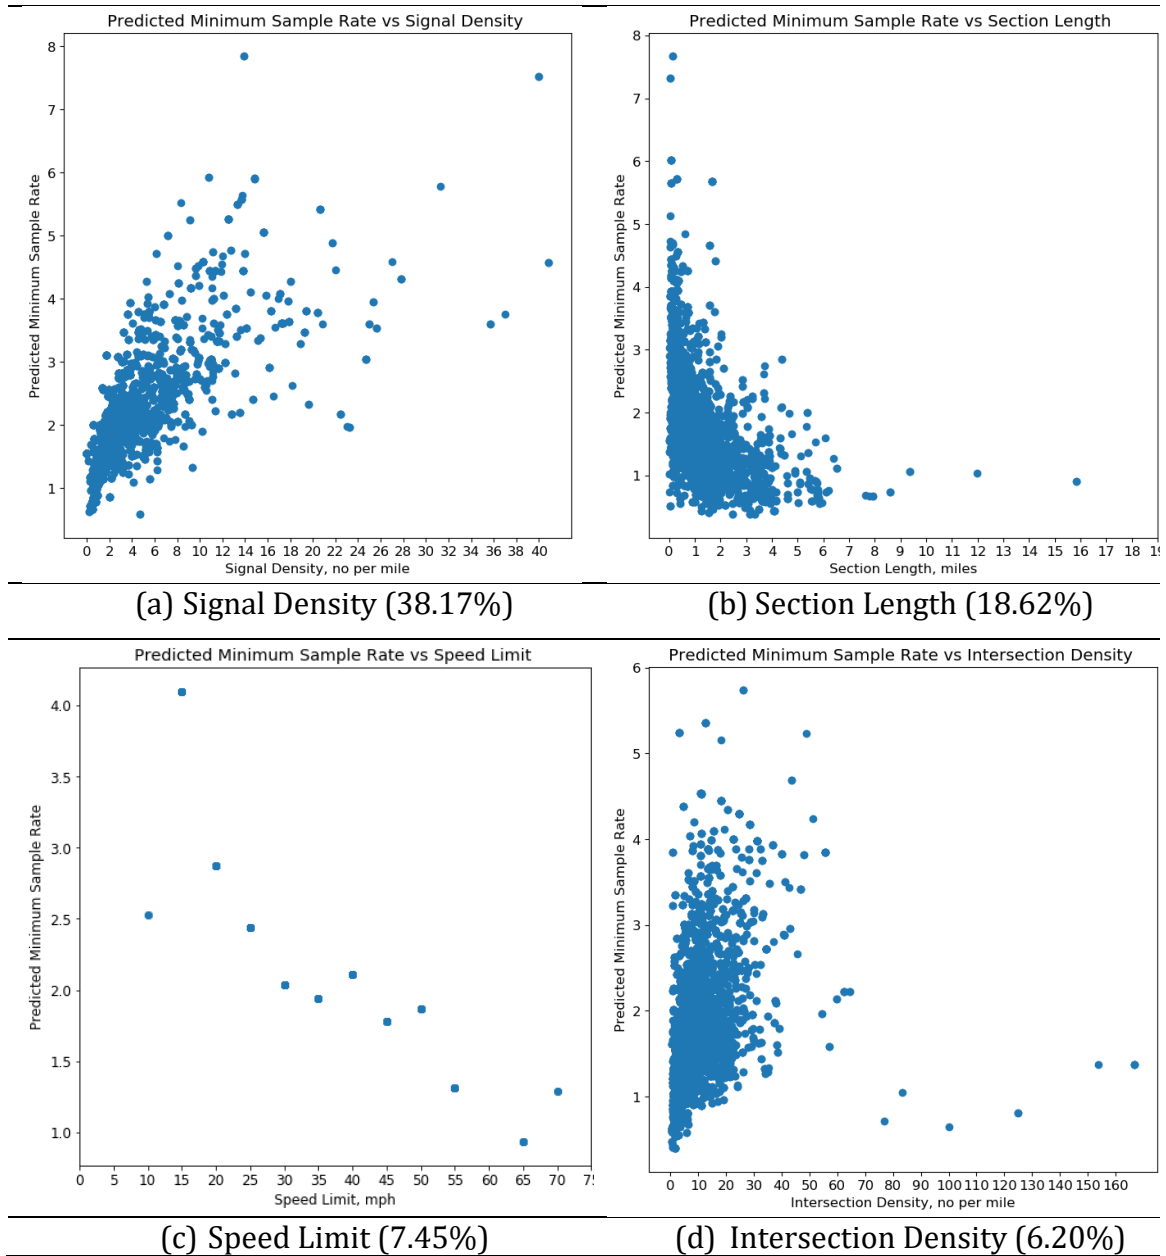 Predicted Minimum Sample Rate vs Signal Density
8
7
6
5
4
3
2
1
Predicted Minimum Sample Rate
0 2 4 6 8 10 12 14 16 18 20 22 24 26 28 30 32 34 36 38 40
Signal Density, no per mile
(a) Signal Density (38.17%)
Predicted Minimum Sample Rate vs Section Length
8
7
6
5
4
3
2
1
Predicted Minimum Sample Rate
0 1 2 3 4 5 6 7 8 9 10 11 12 13 14 15 16 17 18 19
Section Length, miles
(b) Section Length (18.62%)
Predicted Minimum Sample Rate vs Speed Limit
4.0
3.5
3.0
2.5
2.0
1.5
1.0
Predicted Minimum Sample Rate
0 5 10 15 20 25 30 35 40 45 50 55 60 65 70 75
Speed Limit, mph
(c) Speed Limit (7.45%)
Predicted Minimum Sample Rate vs Intersection Density
6
5
4
3
2
1
Predicted Minimum Sample Rate
0 10 20 30 40 50 60 70 80 90 100 110 120 130 140 150 160
Intersection Density, no per mile
(d) Intersection Density (6.20%)